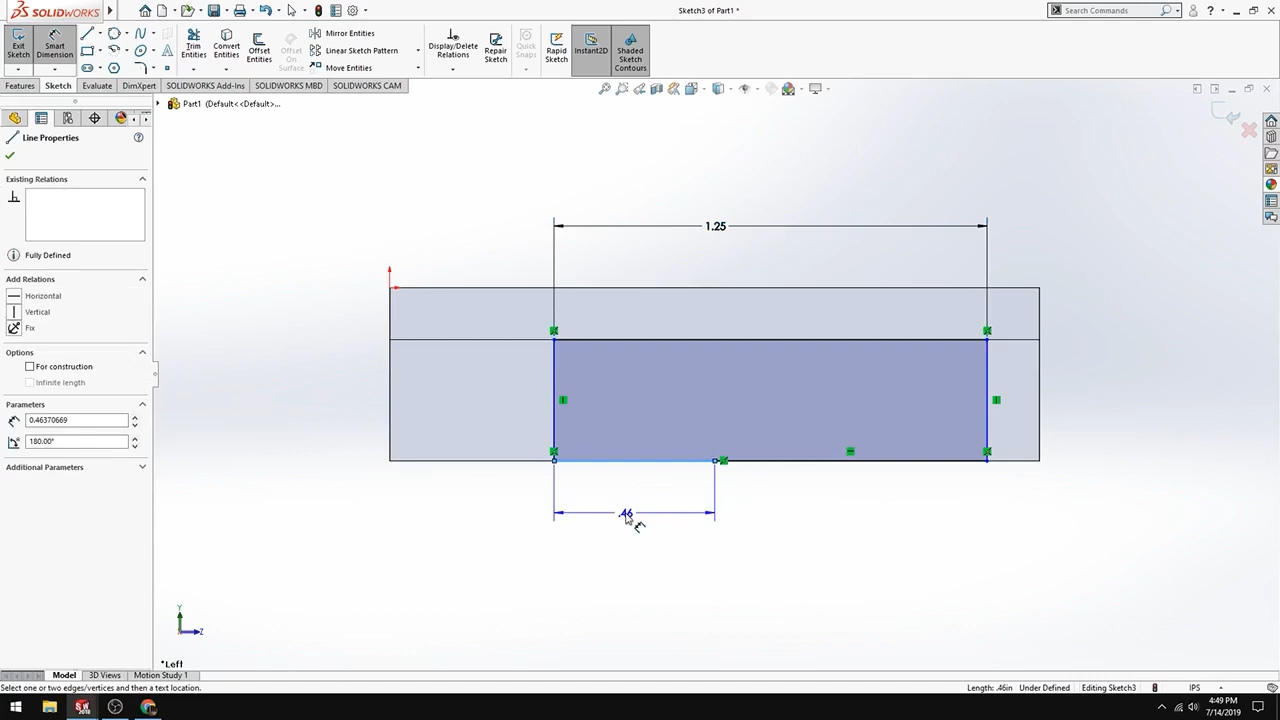 SOLIDWORKS
Sketch3 of Part1 *
Search Commands
Exit Sketch
Smart Dimension
Trim Entities
Convert Entities
Offset Entities
Offset On Surface
Mirror Entities
Linear Sketch Pattern
Move Entities
Display/Delete Relations
Repair Sketch
Quick Snaps
Rapid Sketch
Instant2D
Shaded Sketch Contours
Features
Sketch
Evaluate
DimXpert
SOLIDWORKS Add-Ins
SOLIDWORKS MBD
SOLIDWORKS CAM
Part1 (Default<<Default>...
Line Properties
Existing Relations
Fully Defined
Add Relations
Horizontal
Vertical
Fix
Options
For construction
Infinite length
Parameters
0.46370669
180.00°
Additional Parameters
1.25
.46
Y
Z
*Left
Model
3D Views
Motion Study 1
Select one or two edges/vertices and then a text location.
Length: .46in
Under Defined
Editing Sketch3
IPS
4:49 PM
7/14/2019